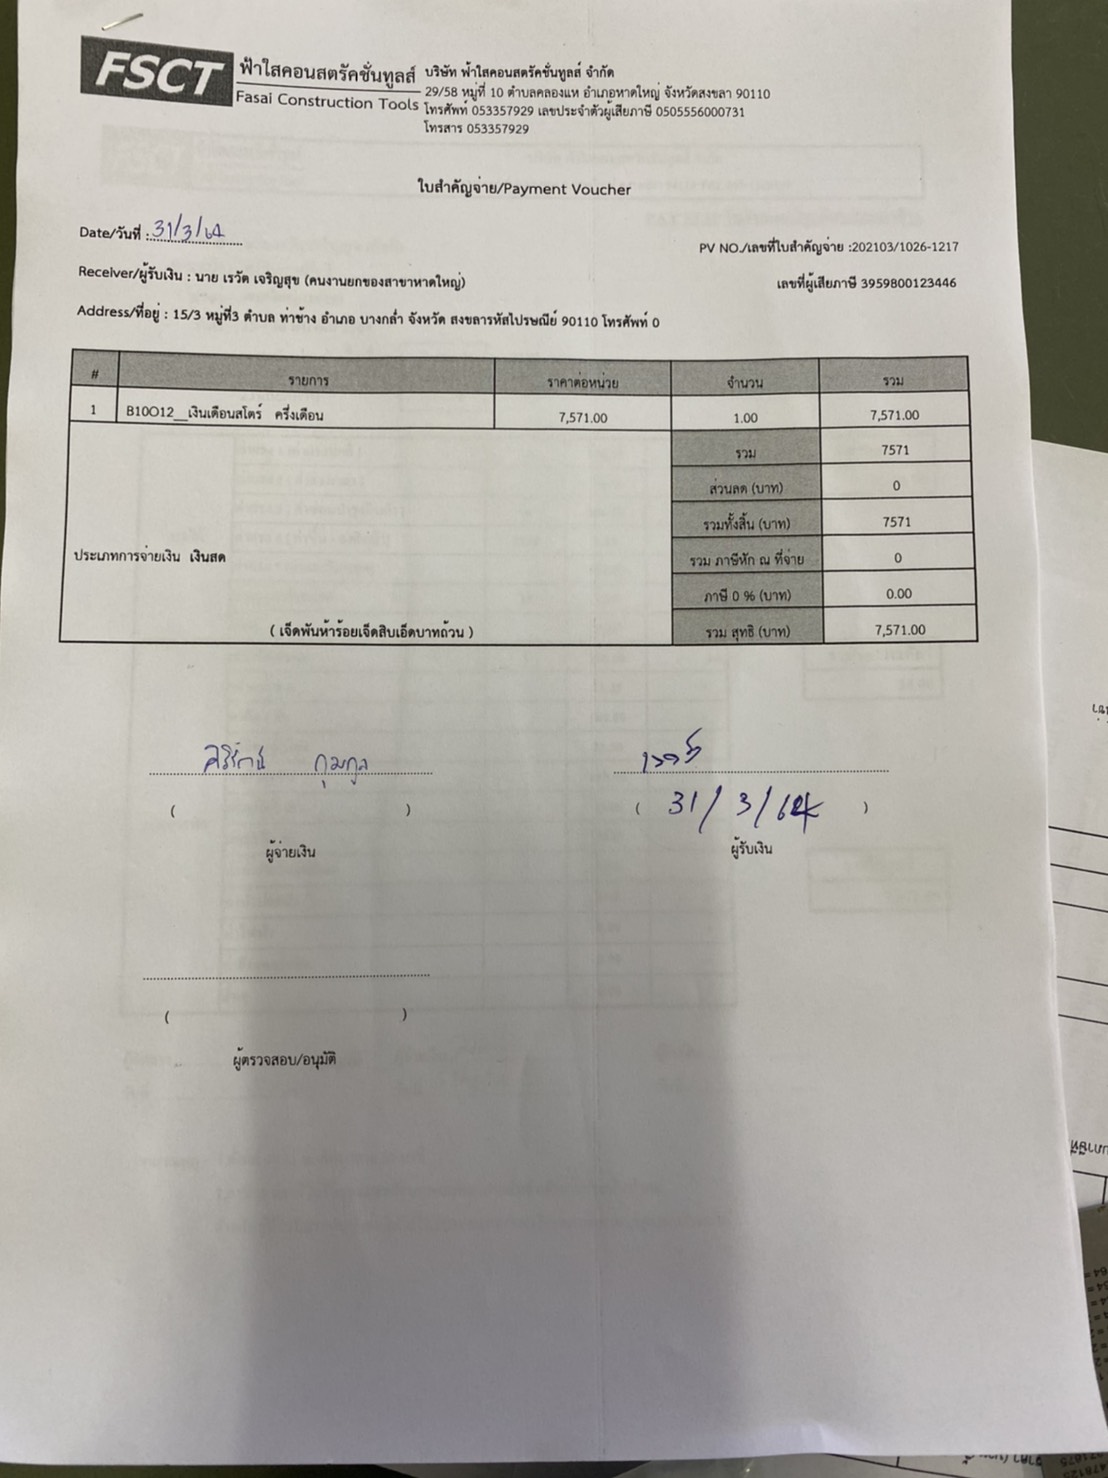 FSCT
ฟ้าใสคอนสตรัคชั่นทูลส์
Fasai Construction Tools
บริษัท ฟ้าใสคอนสตรัคชั่นทูลส์ จำกัด
29/58 หมู่ที่ 10 ตำบลคลองแห อำเภอหาดใหญ่ จังหวัดสงขลา 90110
โทรศัพท์ 053357929 เลขประจำตัวผู้เสียภาษี 0505556000731
โทรสาร 053357929
ใบสำคัญจ่าย/Payment Voucher
Date/วันที่ : 31/3/64
PV NO./เลขที่ใบสำคัญจ่าย :202103/1026-1217
Receiver/ผู้รับเงิน : นาย เรวัต เจริญสุข (คนงานยกของสาขาหาดใหญ่)
เลขที่ผู้เสียภาษี 3959800123446
Address/ที่อยู่ : 15/3 หมู่ที่3 ตำบล ท่าช้าง อำเภอ บางกล่ำ จังหวัด สงขลารหัสไปรษณีย์ 90110 โทรศัพท์ 0
# รายการ ราคาต่อหน่วย จำนวน รวม
1 B10O12__เงินเดือนสโตร์ ครึ่งเดือน 7,571.00 1.00 7,571.00
รวม 7571
ส่วนลด (บาท) 0
รวมทั้งสิ้น (บาท) 7571
ประเภทการจ่ายเงิน เงินสด
รวม ภาษีหัก ณ ที่จ่าย 0
ภาษี 0 % (บาท) 0.00
( เจ็ดพันห้าร้อยเจ็ดสิบเอ็ดบาทถ้วน )
รวม สุทธิ (บาท) 7,571.00
( )
( 31/3/64 )
ผู้จ่ายเงิน
ผู้รับเงิน
( )
ผู้ตรวจสอบ/อนุมัติ